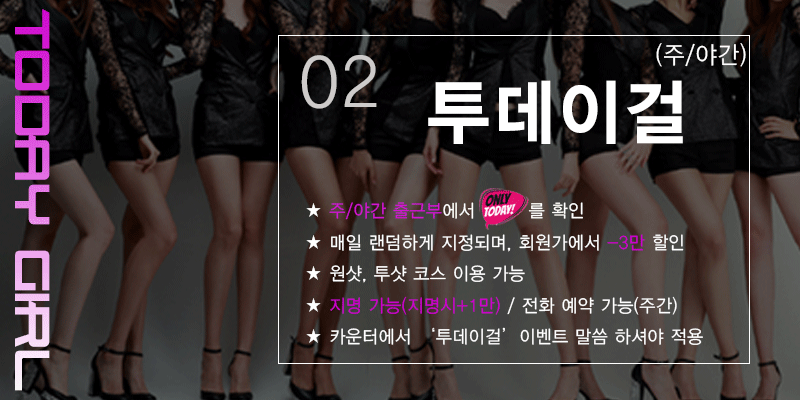 TODAY GIRL
(주/야간)
02
투데이걸
★ 주/야간 출근부에서 ONLY TODAY! 를 확인
★ 매일 랜덤하게 지정되며, 회원가에서 -3만 할인
★ 원샷, 투샷 코스 이용 가능
★ 지명 가능(지명시+1만) / 전화 예약 가능(주간)
★ 카운터에서 ‘투데이걸’ 이벤트 말씀 하셔야 적용